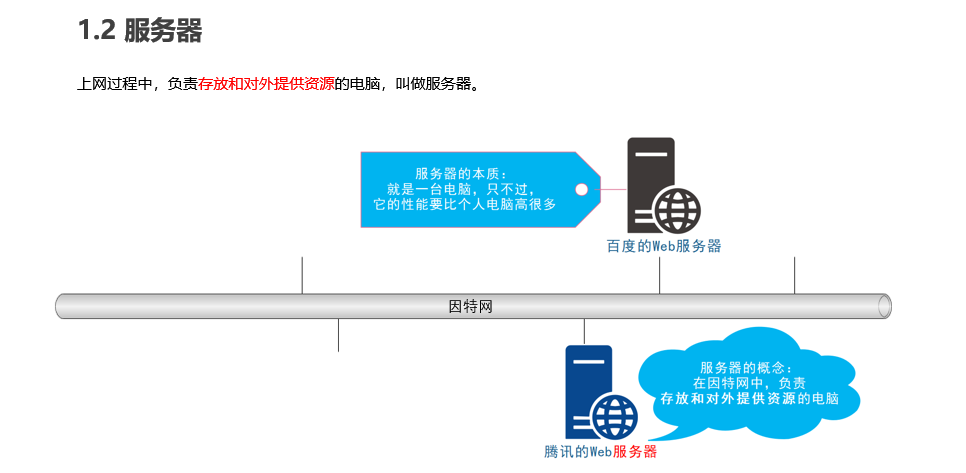 1.2 服务器
上网过程中，负责存放和对外提供资源的电脑，叫做服务器。
服务器的本质：
就是一台电脑，只不过，
它的性能要比个人电脑高很多
百度的Web服务器
因特网
服务器的概念：
在因特网中，负责
存放和对外提供资源的电脑
腾讯的Web服务器